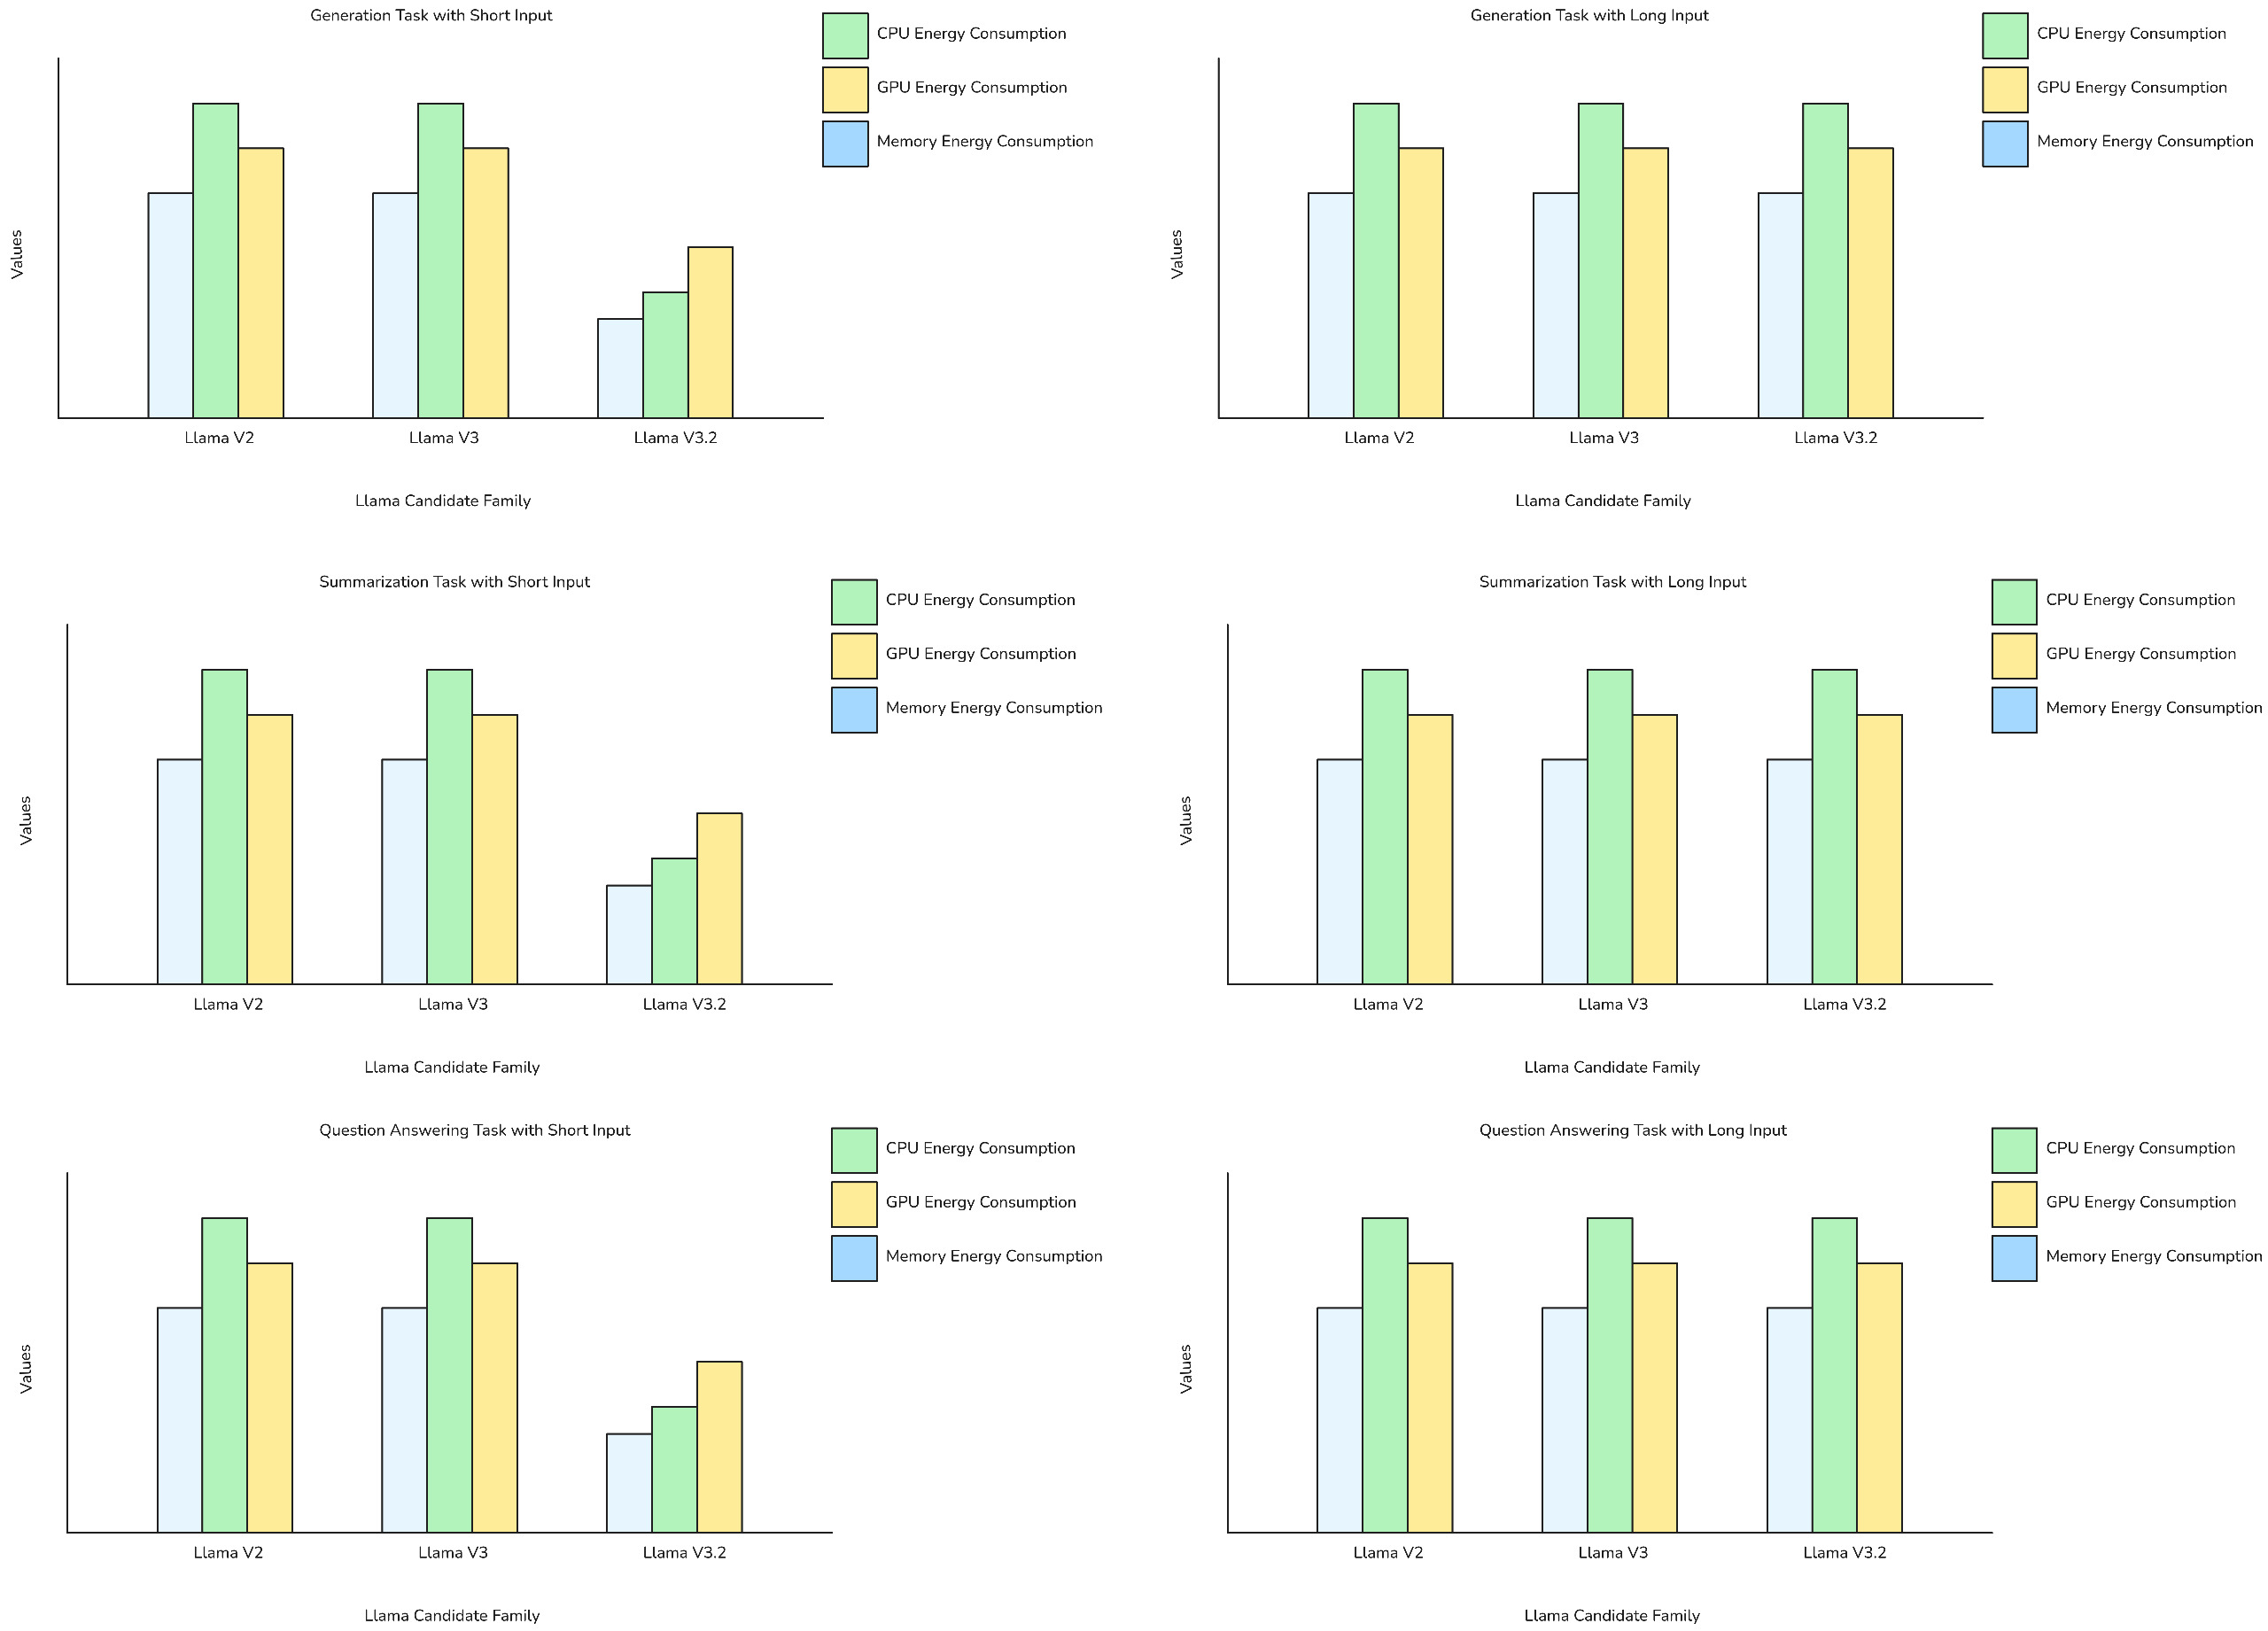 Generation Task with Short Input
CPU Energy Consumption
GPU Energy Consumption
Memory Energy Consumption
Values
Llama V2
Llama V3
Llama V3.2
Llama Candidate Family
Generation Task with Long Input
CPU Energy Consumption
GPU Energy Consumption
Memory Energy Consumption
Values
Llama V2
Llama V3
Llama V3.2
Llama Candidate Family
Summarization Task with Short Input
CPU Energy Consumption
GPU Energy Consumption
Memory Energy Consumption
Values
Llama V2
Llama V3
Llama V3.2
Llama Candidate Family
Summarization Task with Long Input
CPU Energy Consumption
GPU Energy Consumption
Memory Energy Consumption
Values
Llama V2
Llama V3
Llama V3.2
Llama Candidate Family
Question Answering Task with Short Input
CPU Energy Consumption
GPU Energy Consumption
Memory Energy Consumption
Values
Llama V2
Llama V3
Llama V3.2
Llama Candidate Family
Question Answering Task with Long Input
CPU Energy Consumption
GPU Energy Consumption
Memory Energy Consumption
Values
Llama V2
Llama V3
Llama V3.2
Llama Candidate Family